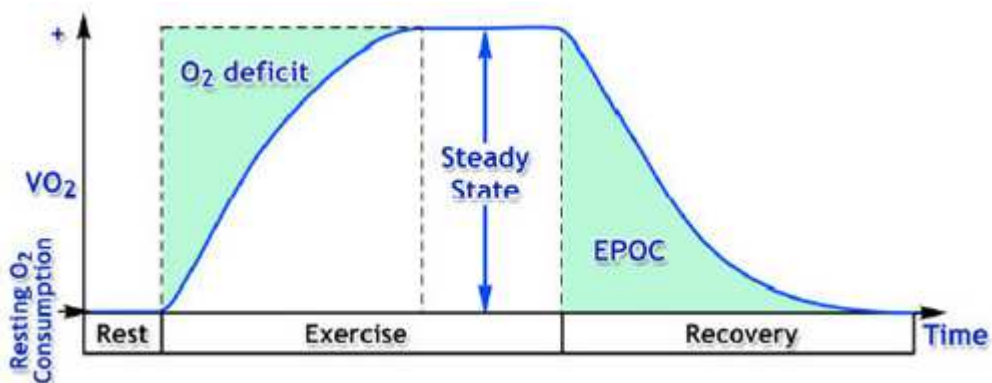 +
O₂ deficit
Steady
State
VO₂
EPOC
Resting O₂
Consumption
Rest
Exercise
Recovery
Time